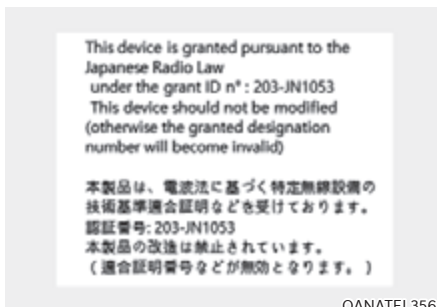 This device is granted pursuant to the
Japanese Radio Law
under the grant ID n° : 203-JN1053
This device should not be modified
(otherwise the granted designation
number will become invalid)
本製品は、電波法に基づく特定無線設備の
技術基準適合証明などを受けております。
認証番号: 203-JN1053
本製品の改造は禁止されています。
（適合証明番号などが無効となります。）
OANATEL356